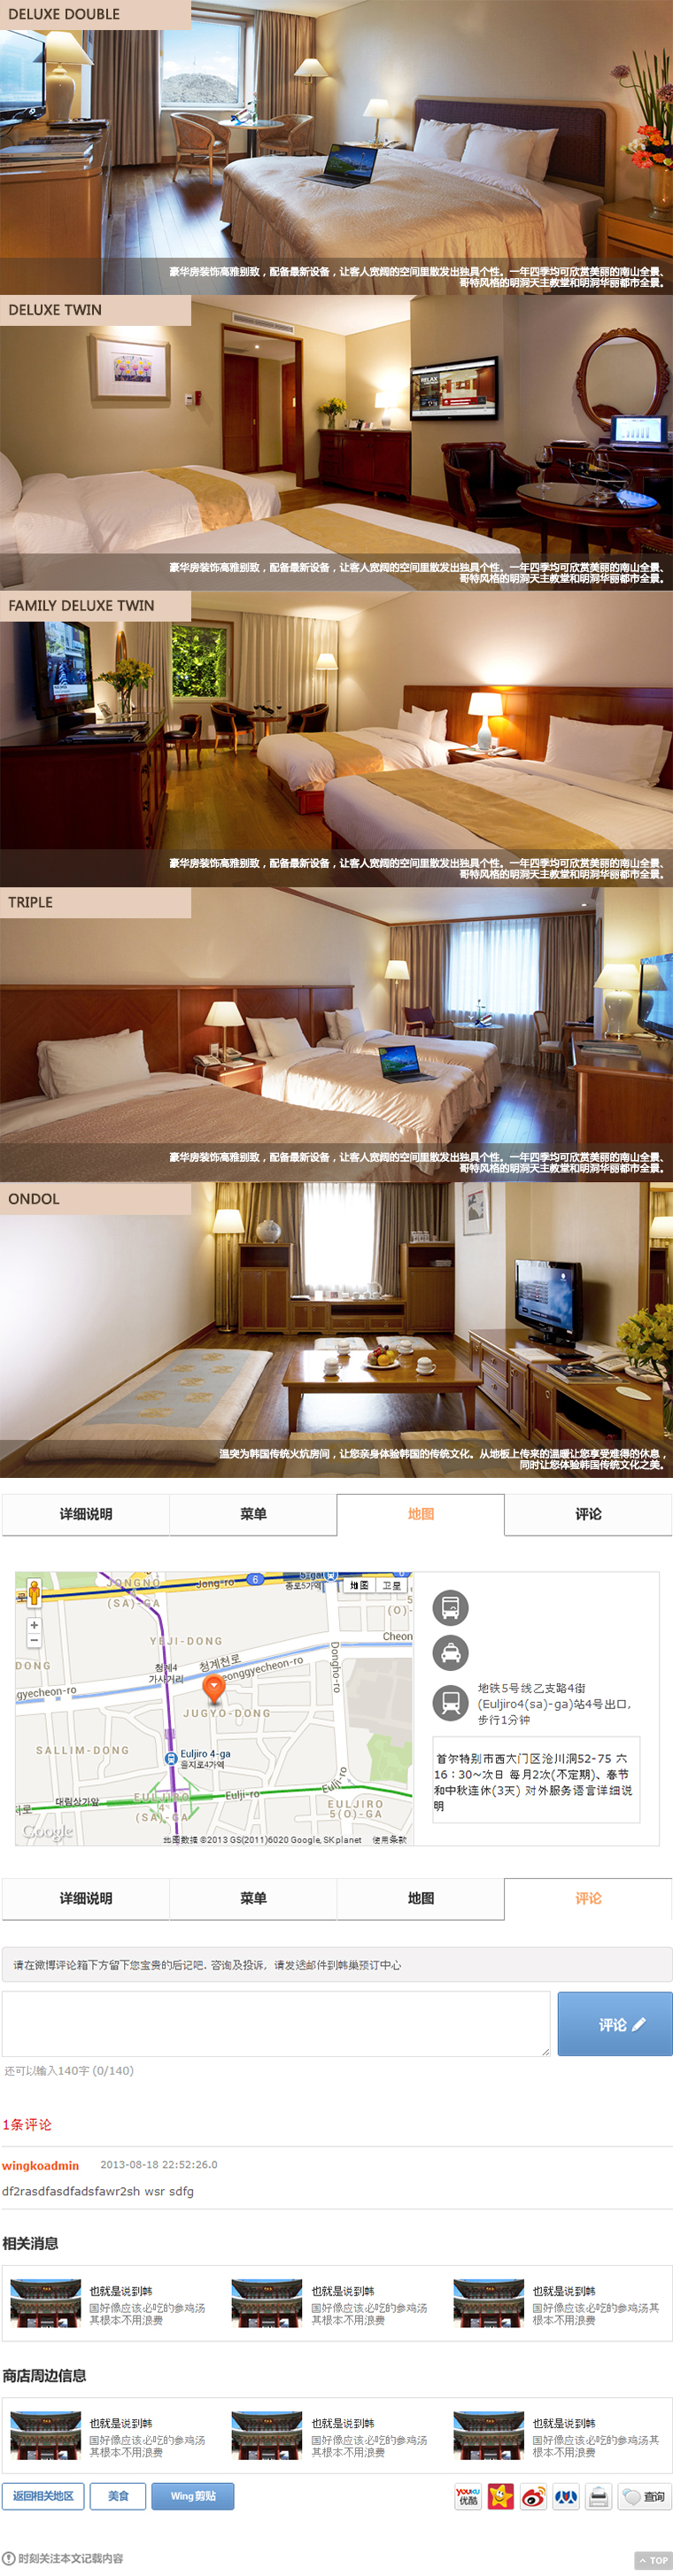 DELUXE DOUBLE
豪华房装饰高雅别致，配备最新设备，让客人宽阔的空间里散发出独具个性。一年四季均可欣赏美丽的南山全景、
哥特风格的明洞天主教堂和明洞华丽都市全景。
DELUXE TWIN
RELAX
豪华房装饰高雅别致，配备最新设备，让客人宽阔的空间里散发出独具个性。一年四季均可欣赏美丽的南山全景、
哥特风格的明洞天主教堂和明洞华丽都市全景。
FAMILY DELUXE TWIN
豪华房装饰高雅别致，配备最新设备，让客人宽阔的空间里散发出独具个性。一年四季均可欣赏美丽的南山全景、
哥特风格的明洞天主教堂和明洞华丽都市全景。
TRIPLE
豪华房装饰高雅别致，配备最新设备，让客人宽阔的空间里散发出独具个性。一年四季均可欣赏美丽的南山全景、
哥特风格的明洞天主教堂和明洞华丽都市全景。
ONDOL
温突为韩国传统火炕房间，让您亲身体验韩国的传统文化。从地板上传来的温暖让您享受难得的休息，
同时让您体验韩国传统文化之美。
详细说明 菜单 地图 评论
JONGNO
(SA)-GA
Jong-ro
6
종로5가역
地图 卫星
5(O)-
YEJI-DONG
청계4
가사거리
청계천로
Cheon
DONG
gyecheon-ro
eonggyecheon-ro
Dongho-ro
JUGYO-DONG
SALLIM-DONG
Euljiro 4-ga
을지로4가역
대림상가앞
EULJIRO
4
(SA)-GA
Eulji-ro
Eulji-ro
EULJIRO
5(O)-GA
Google
地图数据 ©2013 GS(2011)6020 Google, SK planet 使用条款
地铁5号线乙支路4街
(Euljiro4(sa)-ga)站4号出口,
步行1分钟
首尔特别市西大门区沧川洞52-75 六
16：30~次日 每月2次(不定期)、春节
和中秋连休(3天) 对外服务语言详细说
明
详细说明 菜单 地图 评论
请在微博评论箱下方留下您宝贵的后记吧. 咨询及投诉，请发送邮件到韩巢预订中心
评论
还可以输入140字 (0/140)
1条评论
wingkoadmin 2013-08-18 22:52:26.0
df2rasdfasdfadsfawr2sh wsr sdfg
相关消息
也就是说到韩 也就是说到韩 也就是说到韩
国好像应该必吃的参鸡汤 国好像应该必吃的参鸡汤 国好像应该必吃的参鸡汤其
其根本不用浪费 其根本不用浪费 根本不用浪费
商店周边信息
也就是说到韩 也就是说到韩 也就是说到韩
国好像应该必吃的参鸡汤 国好像应该必吃的参鸡汤 国好像应该必吃的参鸡汤其
其根本不用浪费 其根本不用浪费 根本不用浪费
返回相关地区 美食 Wing剪贴 YOUKU 优酷 查询
时刻关注本文记载内容
TOP